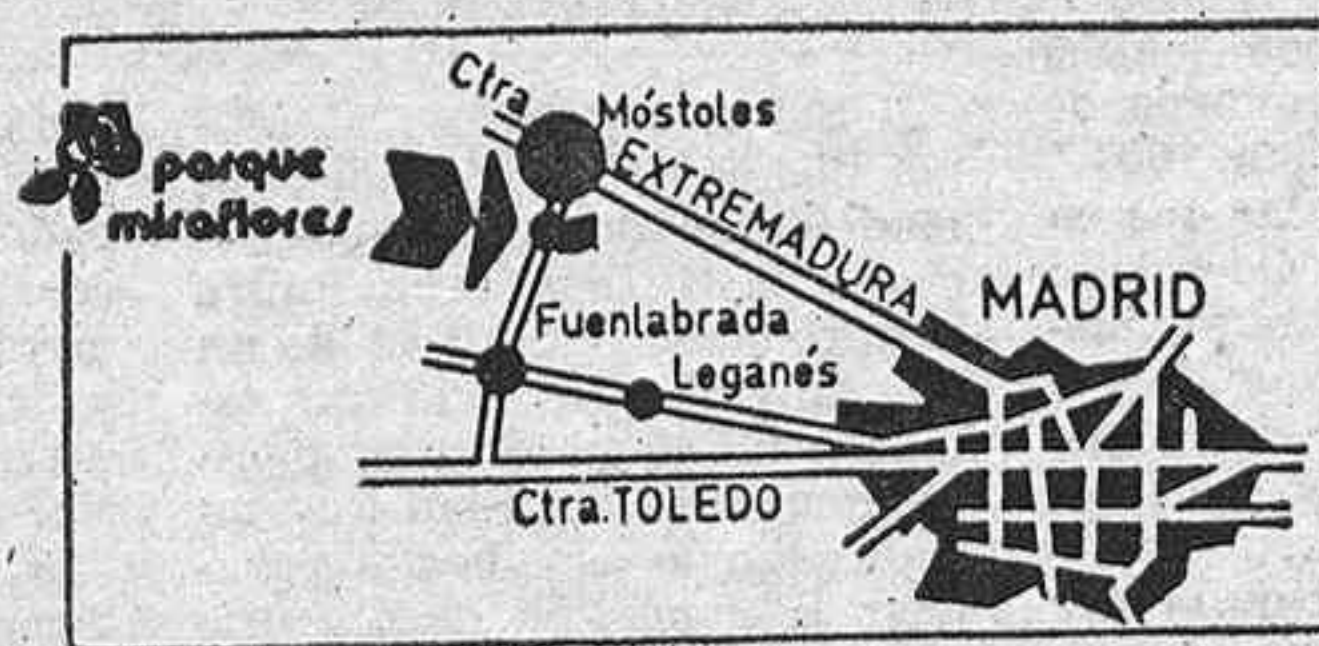 parque
miraflores
Ctra
Móstoles
EXTREMADURA
MADRID
Fuenlabrada
Leganés
Ctra. TOLEDO